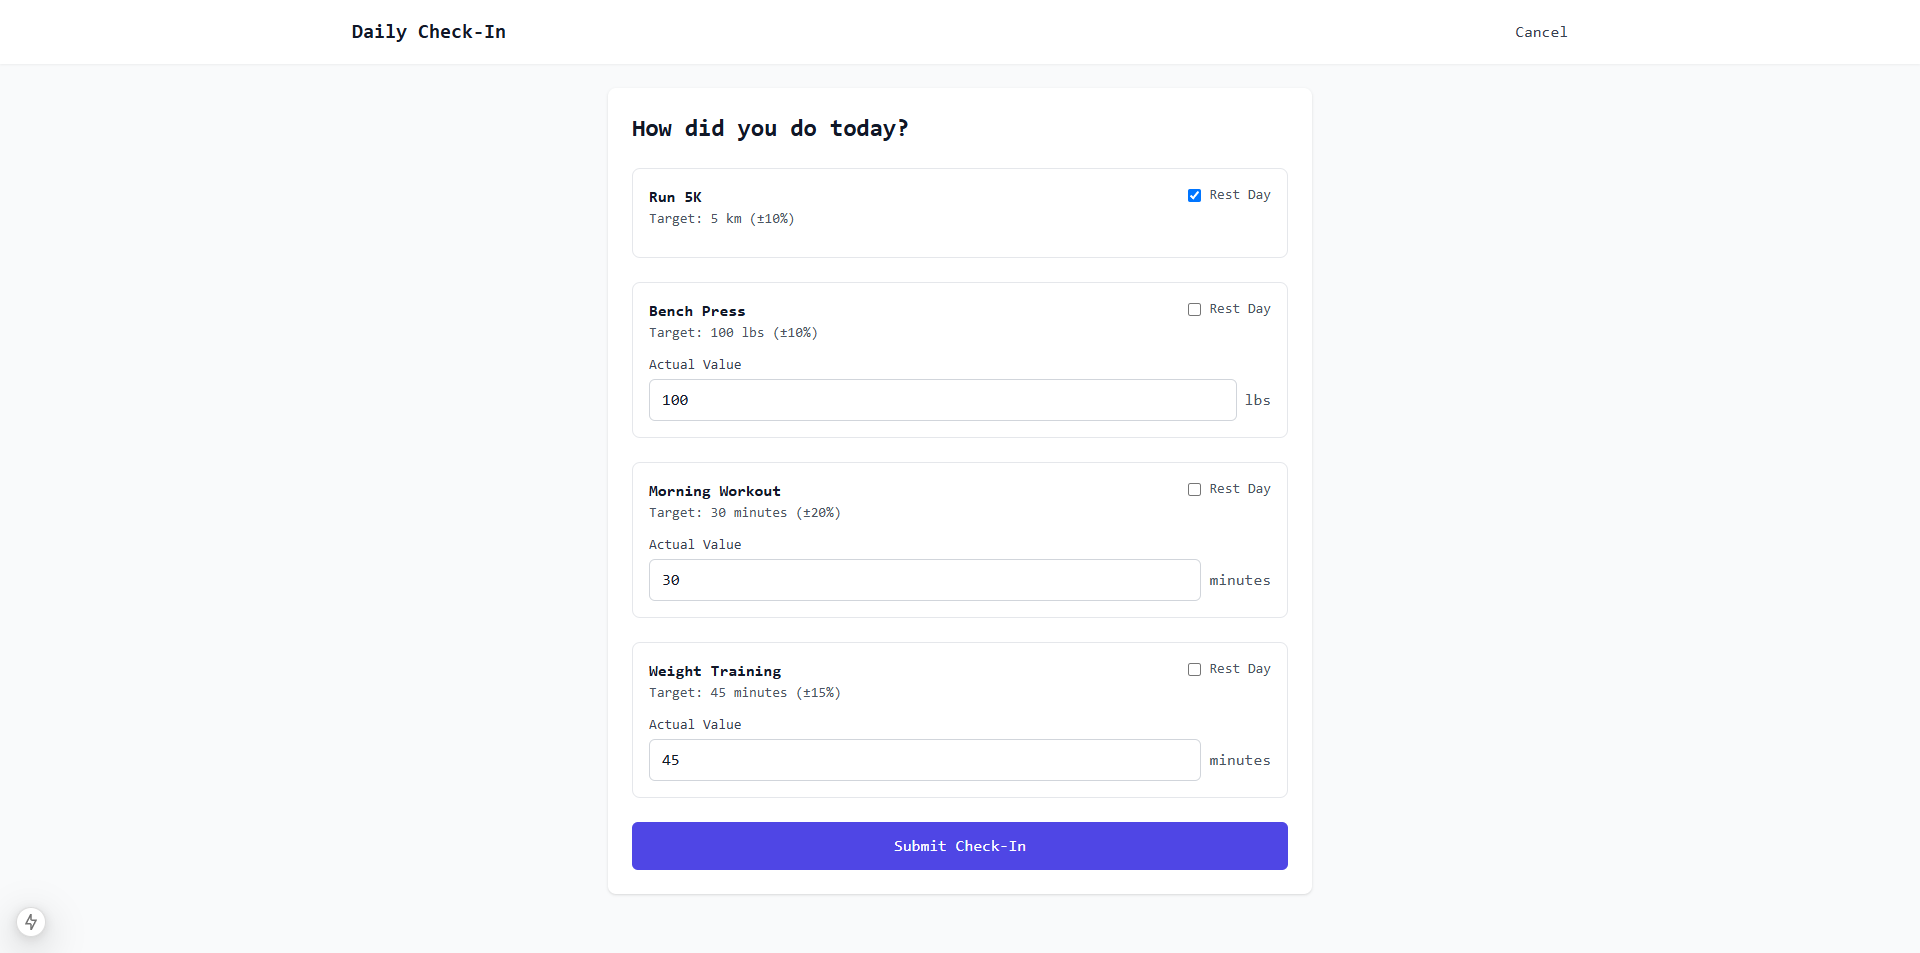 Daily Check-In
Cancel
How did you do today?
Run 5K
Rest Day
Target: 5 km (±10%)
Bench Press
Rest Day
Target: 100 lbs (±10%)
Actual Value
100
lbs
Morning Workout
Rest Day
Target: 30 minutes (±20%)
Actual Value
30
minutes
Weight Training
Rest Day
Target: 45 minutes (±15%)
Actual Value
45
minutes
Submit Check-In